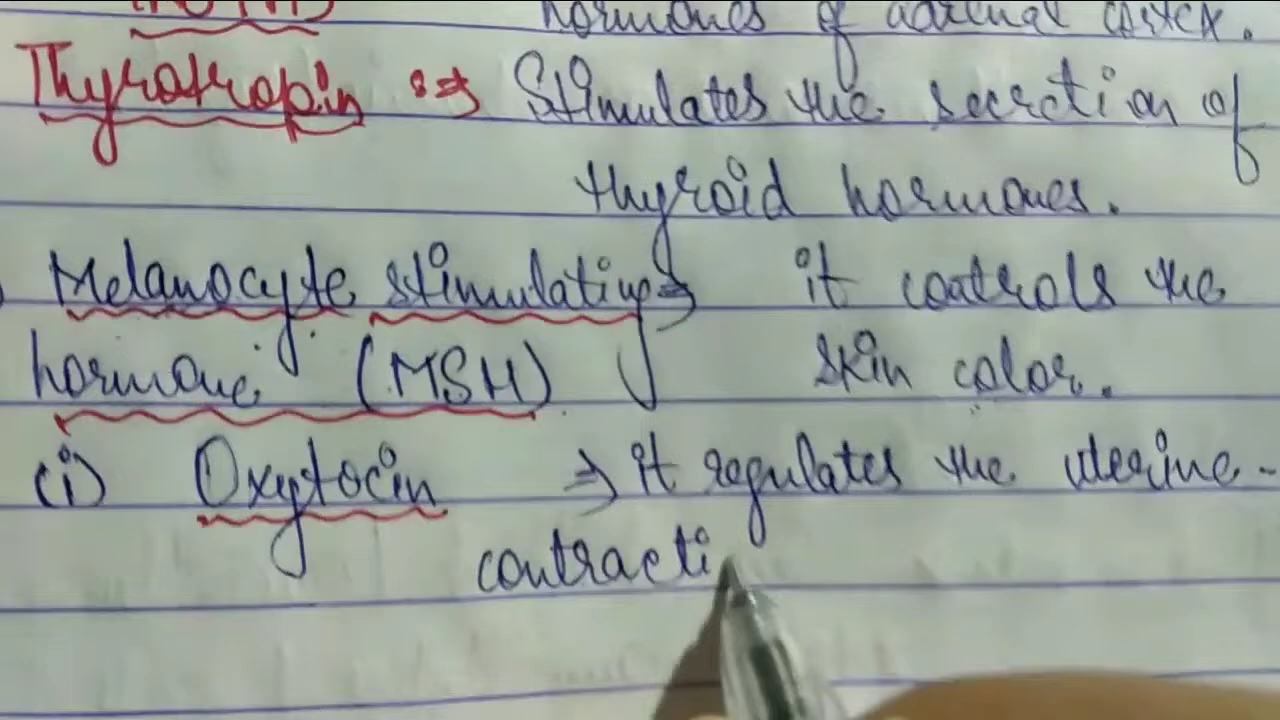 hormones of adrenal cortex.
Thyrotropin :⇒ Stimulates the secretion of
thyroid hormones.
Melanocyte stimulating ⇒ it controls the
hormone (MSH) skin color.
(i) Oxytocin ⇒ it regulates the uterine-
contracti